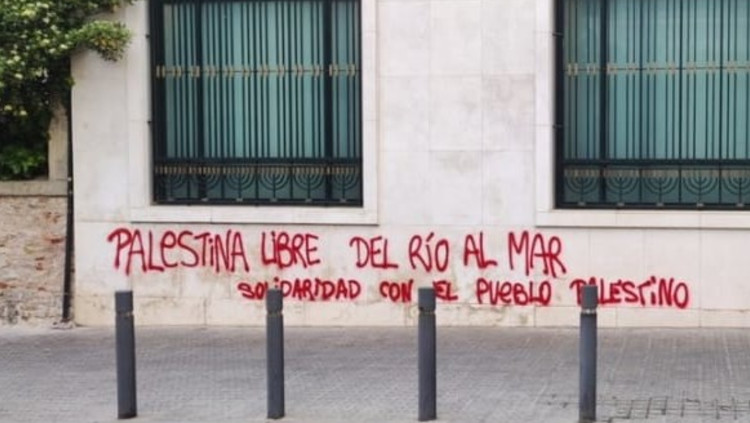 PALESTINA LIBRE DEL RÍO AL MAR
SOLIDARIDAD CON EL PUEBLO PALESTINO